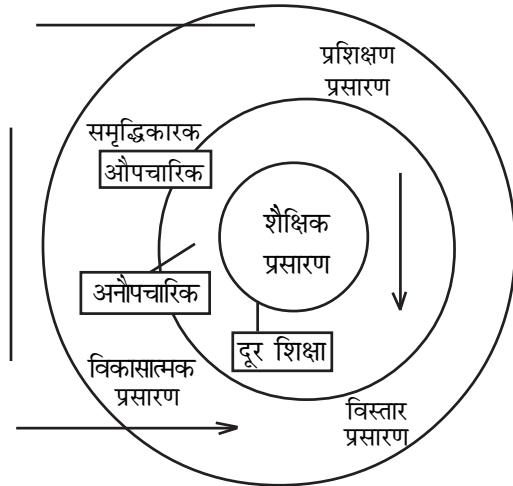 प्रशिक्षण
प्रसारण
समृद्धिकारक
औपचारिक
शैक्षिक
प्रसारण
अनौपचारिक
दूर शिक्षा
विकासात्मक
प्रसारण
विस्तार
प्रसारण